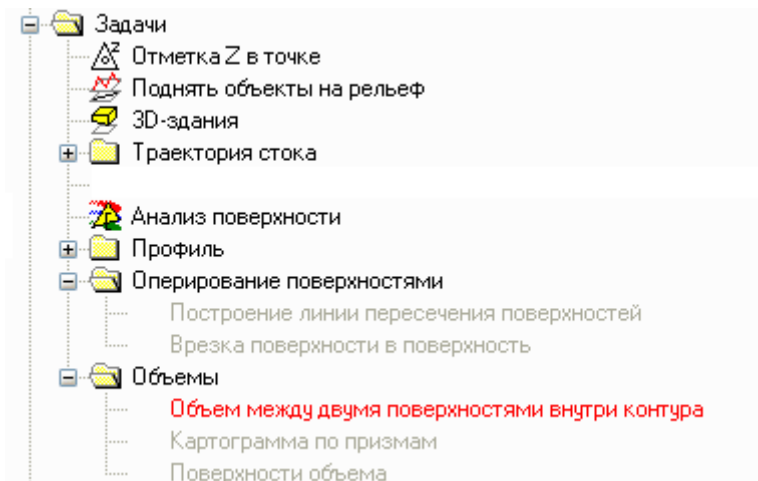 Задачи
Отметка Z в точке
Поднять объекты на рельеф
3D-здания
Траектория стока
Анализ поверхности
Профиль
Оперирование поверхностями
Построение линии пересечения поверхностей
Врезка поверхности в поверхность
Объемы
Объем между двумя поверхностями внутри контура
Картограмма по призмам
Поверхности объема